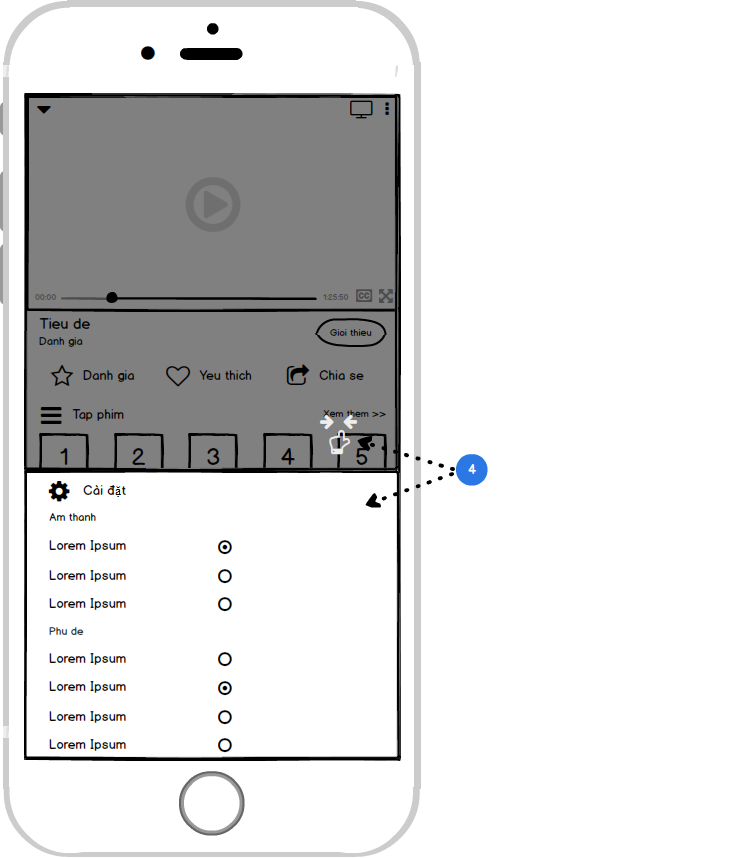 00:00
1:25:50
CC
Tieu de
Gioi thieu
Danh gia
Danh gia
Yeu thich
Chia se
Tap phim
Xem them >>
1
2
3
4
5
4
Cài đặt
Am thanh
Lorem Ipsum
Lorem Ipsum
Lorem Ipsum
Phu de
Lorem Ipsum
Lorem Ipsum
Lorem Ipsum
Lorem Ipsum